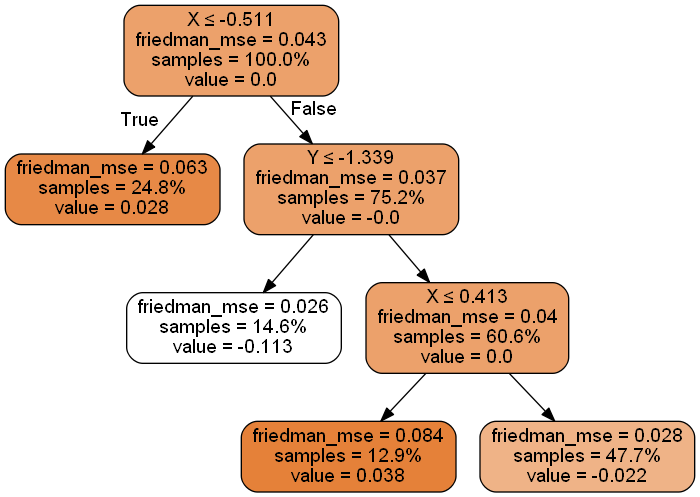 X ≤ -0.511
friedman_mse = 0.043
samples = 100.0%
value = 0.0
True
False
friedman_mse = 0.063
samples = 24.8%
value = 0.028
Y ≤ -1.339
friedman_mse = 0.037
samples = 75.2%
value = -0.0
friedman_mse = 0.026
samples = 14.6%
value = -0.113
X ≤ 0.413
friedman_mse = 0.04
samples = 60.6%
value = 0.0
friedman_mse = 0.084
samples = 12.9%
value = 0.038
friedman_mse = 0.028
samples = 47.7%
value = -0.022